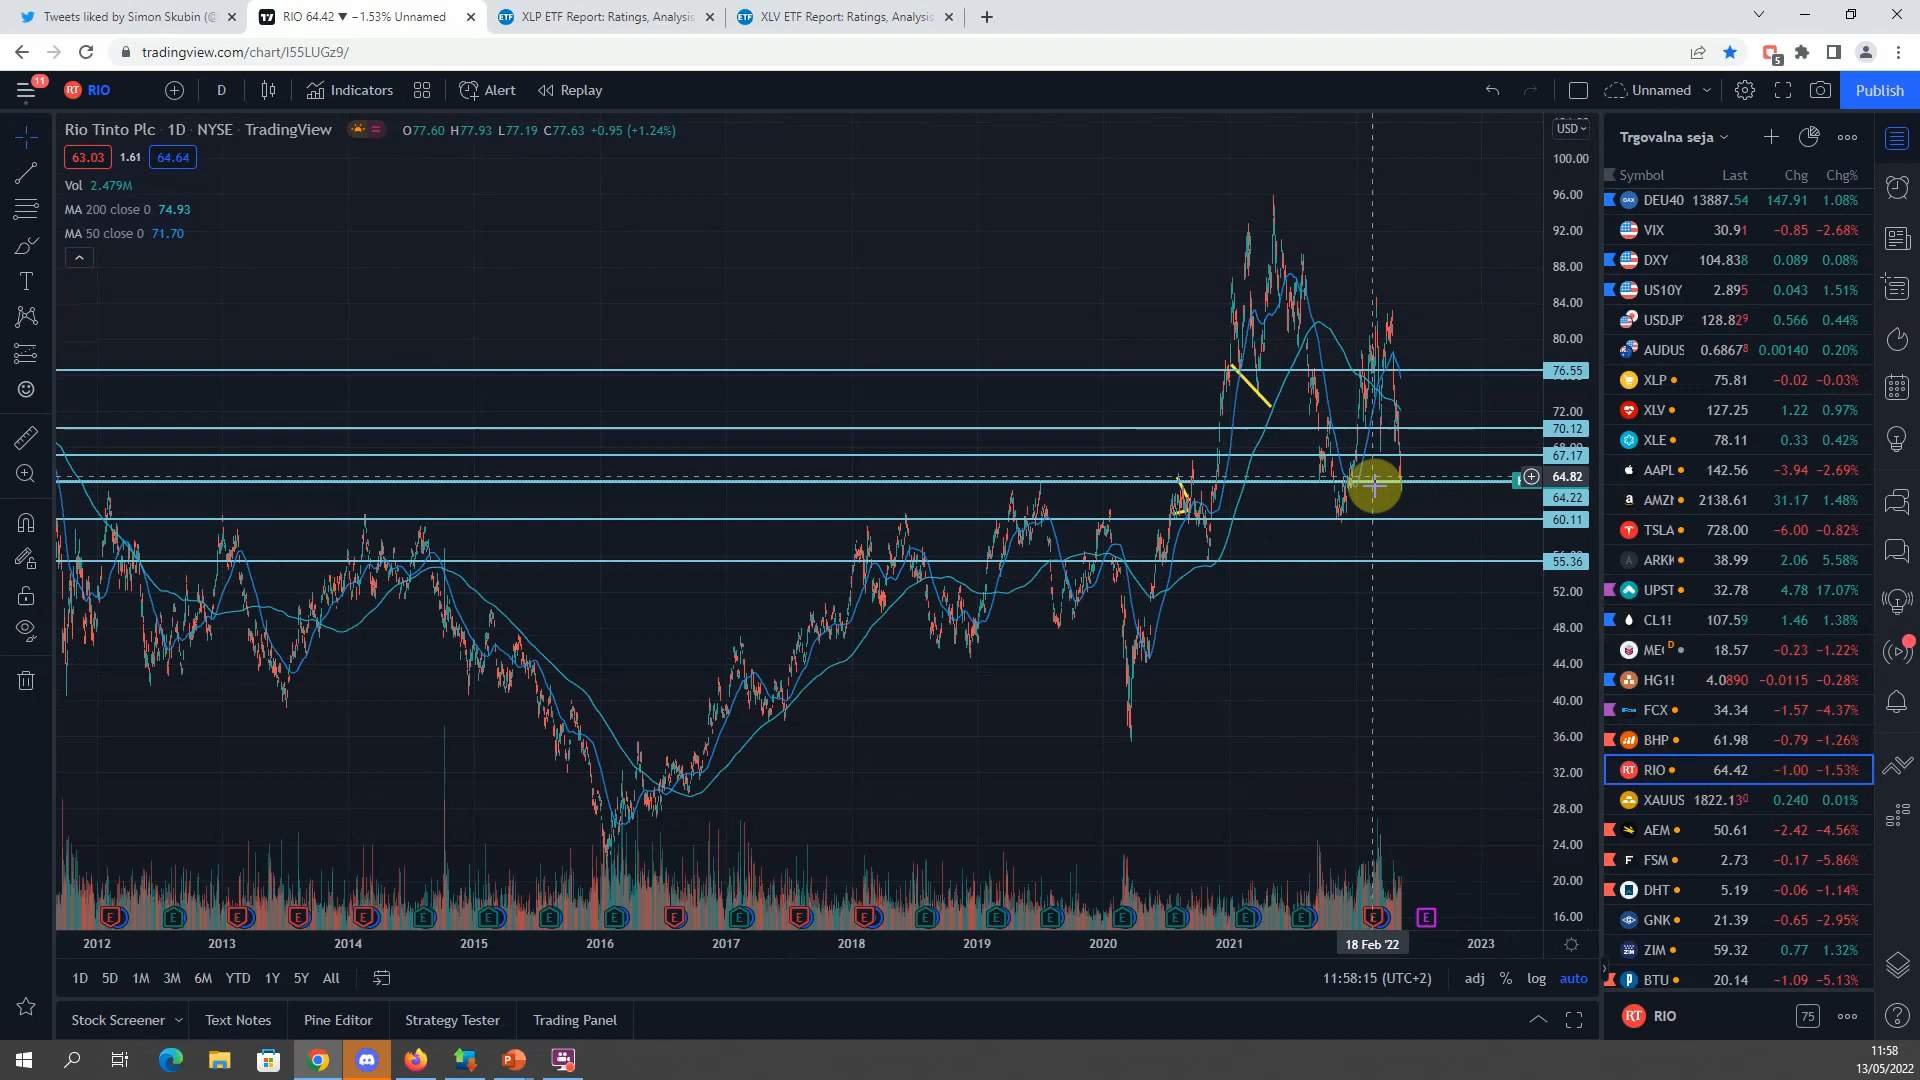 Tweets liked by Simon Skubin (@
RIO 64.42 ▼ −1.53% Unnamed
XLP ETF Report: Ratings, Analysis
XLV ETF Report: Ratings, Analysis
tradingview.com/chart/I55LUGz9/
5
11
RIO
D
Indicators
Alert
Replay
Unnamed
Publish
Rio Tinto Plc · 1D · NYSE · TradingView
O77.60 H77.93 L77.19 C77.63 +0.95 (+1.24%)
USD
63.03 1.61 64.64
Vol 2.479M
MA 200 close 0 74.93
MA 50 close 0 71.70
100.00
96.00
92.00
88.00
84.00
80.00
76.55
72.00
70.12
67.17
64.82
64.22
60.11
55.36
52.00
48.00
44.00
40.00
36.00
32.00
28.00
24.00
20.00
16.00
E E E E E E E E E E E E E E E E E E E E E E
2012 2013 2014 2015 2016 2017 2018 2019 2020 2021 18 Feb '22 2023
1D 5D 1M 3M 6M YTD 1Y 5Y All
11:58:15 (UTC+2) adj % log auto
Stock Screener Text Notes Pine Editor Strategy Tester Trading Panel
Trgovalna seja
Symbol Last Chg Chg%
DEU40 13887.54 147.91 1.08%
VIX 30.91 −0.85 −2.68%
DXY 104.838 0.089 0.08%
US10Y 2.895 0.043 1.51%
USDJP 128.829 0.566 0.44%
AUDUS 0.68678 0.00140 0.20%
XLP 75.81 −0.02 −0.03%
XLV 127.25 1.22 0.97%
XLE 78.11 0.33 0.42%
AAPL 142.56 −3.94 −2.69%
AMZN 2138.61 31.17 1.48%
TSLA 728.00 −6.00 −0.82%
ARKK 38.99 2.06 5.58%
UPST 32.78 4.78 17.07%
CL1! 107.59 1.46 1.38%
D 18.57 −0.23 −1.22%
HG1! 4.0890 −0.0115 −0.28%
FCX 34.34 −1.57 −4.37%
BHP 61.98 −0.79 −1.26%
RIO 64.42 −1.00 −1.53%
XAUUS 1822.130 0.240 0.01%
AEM 50.61 −2.42 −4.56%
FSM 2.73 −0.17 −5.86%
DHT 5.19 −0.06 −1.14%
GNK 21.39 −0.65 −2.95%
ZIM 59.32 0.77 1.32%
BTU 20.14 −1.09 −5.13%
RIO 75
11:58
13/05/2022